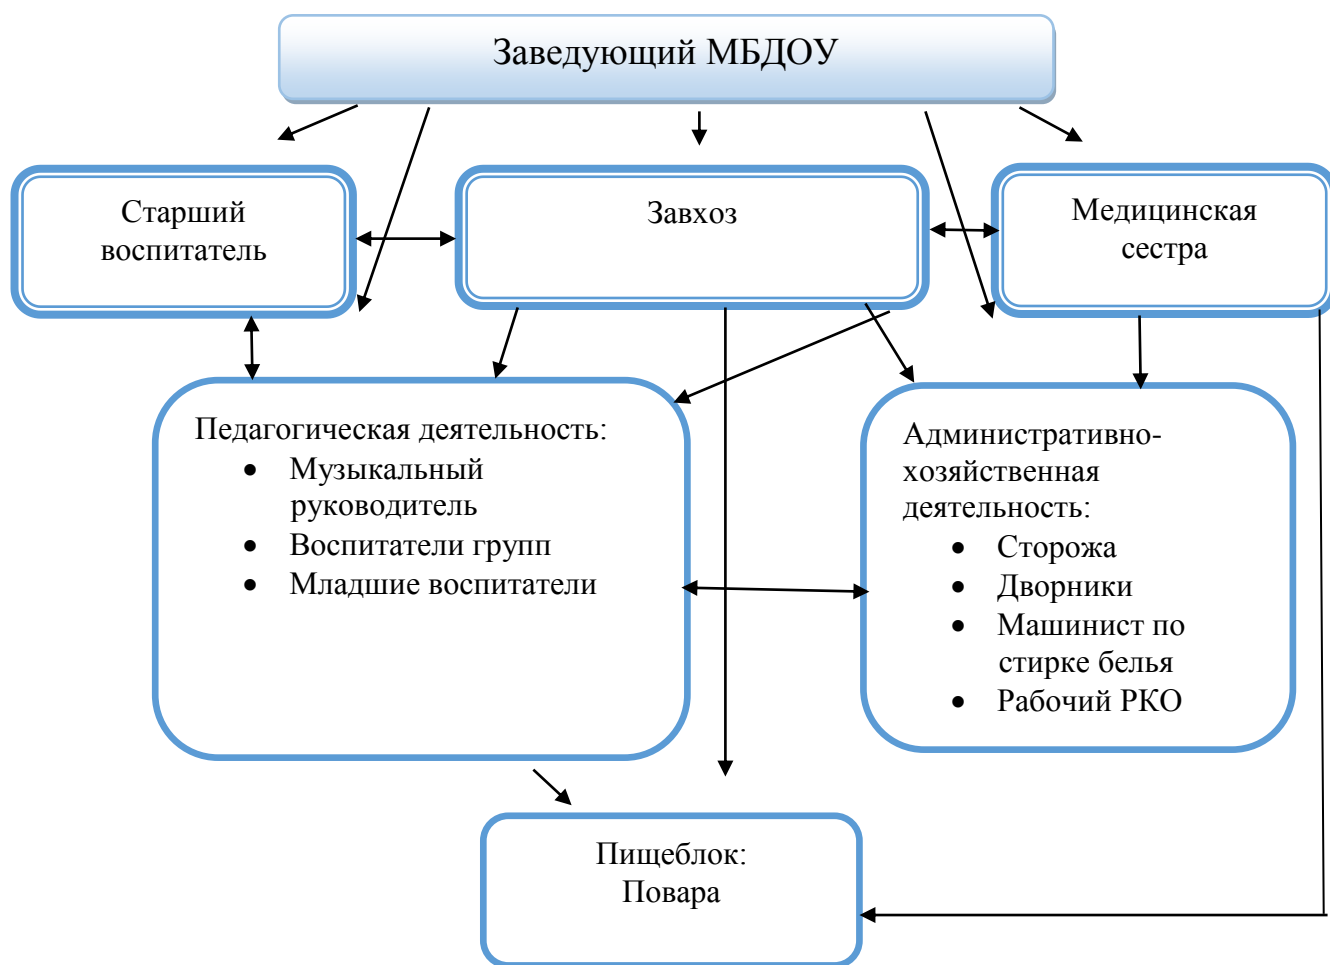 Заведующий МБДОУ
Старший
воспитатель
Завхоз
Медицинская
сестра
Педагогическая деятельность:
• Музыкальный
руководитель
• Воспитатели групп
• Младшие воспитатели
Административно-
хозяйственная
деятельность:
• Сторожа
• Дворники
• Машинист по
стирке белья
• Рабочий РКО
Пищеблок:
Повара